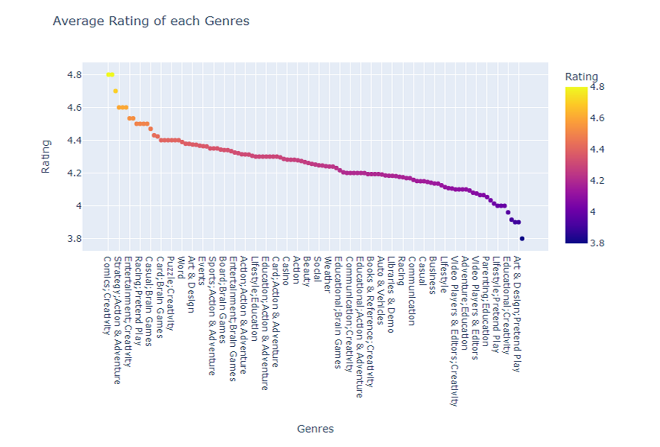 Average Rating of each Genres
Rating
4.8
4.6
4.4
4.2
4
3.8
Rating
4.8
4.6
4.4
4.2
4
3.8
Comics;Creativity
Strategy;Action & Adventure
Entertainment;Creativity
Racing;Pretend Play
Casual;Brain Games
Card;Brain Games
Puzzle;Creativity
Word
Art & Design
Events
Sports;Action & Adventure
Board;Brain Games
Entertainment;Brain Games
Action;Action & Adventure
Lifestyle;Education
Education;Action & Adventure
Card;Action & Adventure
Casino
Action
Beauty
Social
Weather
Educational;Brain Games
Communication;Creativity
Educational;Action & Adventure
Books & Reference;Creativity
Auto & Vehicles
Libraries & Demo
Racing
Communication
Casual
Business
Lifestyle
Video Players & Editors;Creativity
Adventure;Education
Video Players & Editors
Parenting;Education
Lifestyle;Pretend Play
Educational;Creativity
Art & Design;Pretend Play
Genres